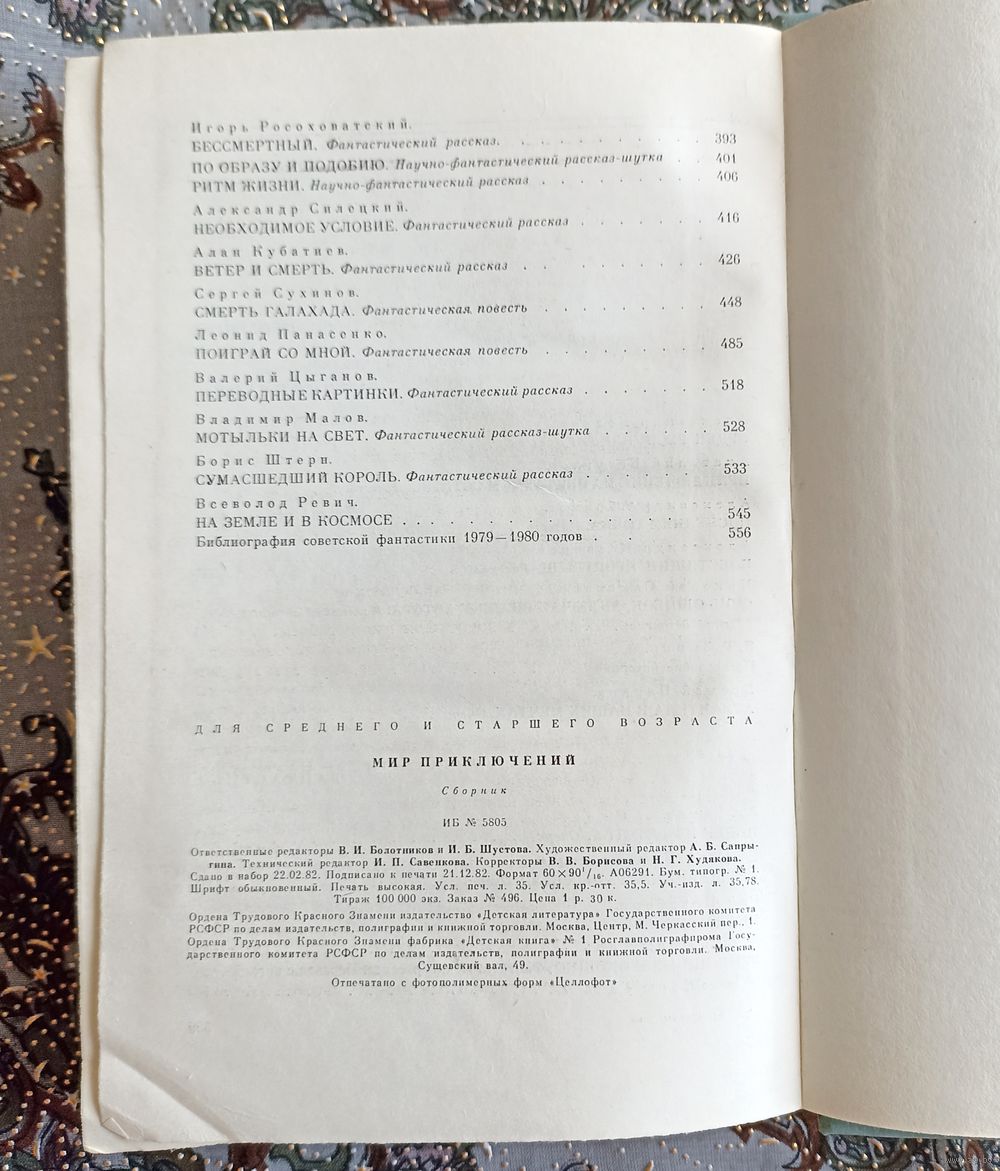 Игорь Росоховатский.
БЕССМЕРТНЫЙ. Фантастический рассказ. . . . . . . . . 393
ПО ОБРАЗУ И ПОДОБИЮ. Научно-фантастический рассказ-шутка . . 401
РИТМ ЖИЗНИ. Научно-фантастический рассказ . . . . . . . . 406
Александр Силецкий.
НЕОБХОДИМОЕ УСЛОВИЕ. Фантастический рассказ . . . . . . 416
Алан Кубатиев.
ВЕТЕР И СМЕРТЬ. Фантастический рассказ . . . . . . . . 426
Сергей Сухинов.
СМЕРТЬ ГАЛАХАДА. Фантастическая повесть . . . . . . . . 448
Леонид Панасенко.
ПОИГРАЙ СО МНОЙ. Фантастическая повесть . . . . . . . . 485
Валерий Цыганов.
ПЕРЕВОДНЫЕ КАРТИНКИ. Фантастический рассказ . . . . . . 518
Владимир Малов.
МОТЫЛЬКИ НА СВЕТ. Фантастический рассказ-шутка . . . . . . 528
Борис Штерн.
СУМАСШЕДШИЙ КОРОЛЬ. Фантастический рассказ . . . . . . 533
Всеволод Ревич.
НА ЗЕМЛЕ И В КОСМОСЕ . . . . . . . . . . . . . . 545
Библиография советской фантастики 1979—1980 годов . . 556
ДЛЯ СРЕДНЕГО И СТАРШЕГО ВОЗРАСТА
МИР ПРИКЛЮЧЕНИЙ
Сборник
ИБ № 5805
Ответственные редакторы В. И. Болотников и И. Б. Шустова. Художественный редактор А. Б. Сапры-
гина. Технический редактор И. П. Савенкова. Корректоры В. В. Борисова и Н. Г. Худякова.
Сдано в набор 22.02.82. Подписано к печати 21.12.82. Формат 60×90¹/₁₆. А06291. Бум. типогр. № 1.
Шрифт обыкновенный. Печать высокая. Усл. печ. л. 35. Усл. кр.-отт. 35,5. Уч.-изд. л. 35,78.
Тираж 100 000 экз. Заказ № 496. Цена 1 р. 30 к.
Ордена Трудового Красного Знамени издательство «Детская литература» Государственного комитета
РСФСР по делам издательств, полиграфии и книжной торговли. Москва, Центр, М. Черкасский пер., 1.
Ордена Трудового Красного Знамени фабрика «Детская книга» № 1 Росглавполиграфпрома Госу-
дарственного комитета РСФСР по делам издательств, полиграфии и книжной торговли. Москва,
Сущевский вал, 49.
Отпечатано с фотополимерных форм «Целлофот»